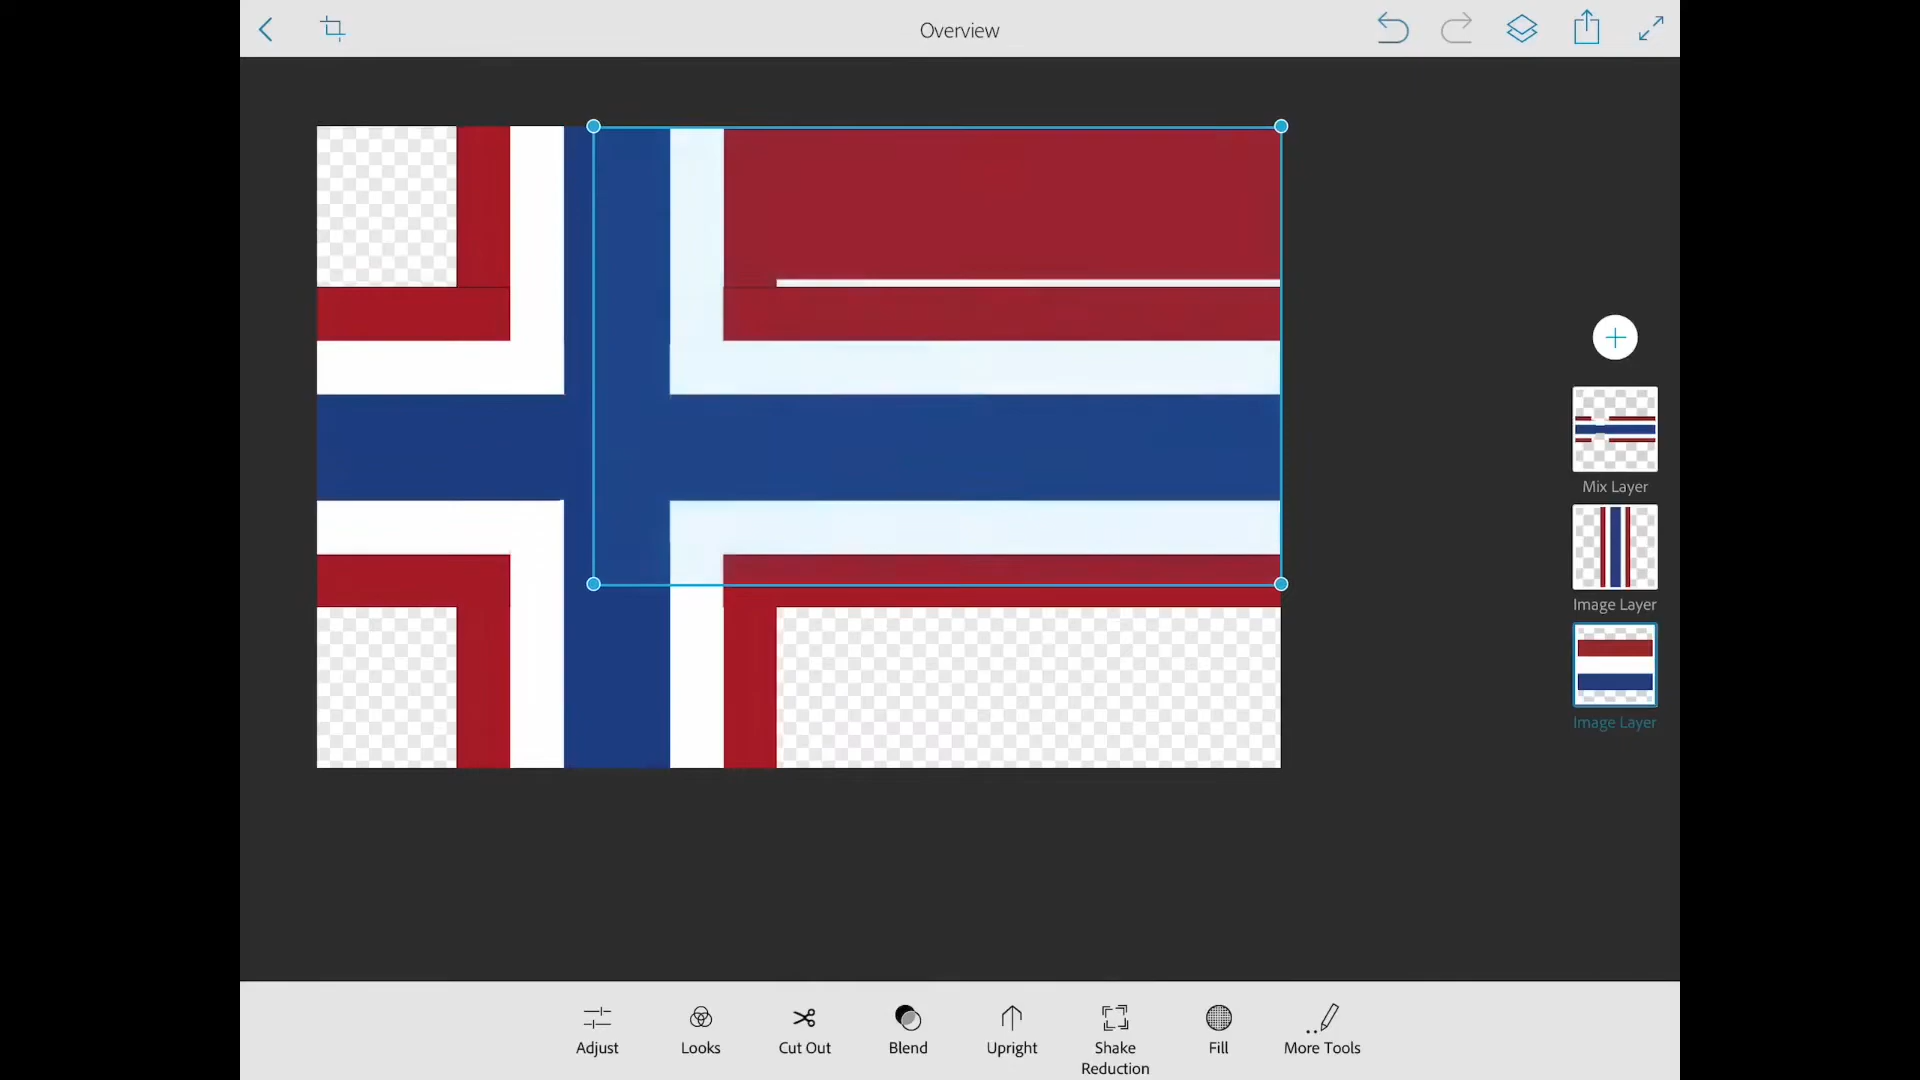 Overview
Mix Layer
Image Layer
Image Layer
Adjust
Looks
Cut Out
Blend
Upright
Shake
Reduction
Fill
More Tools